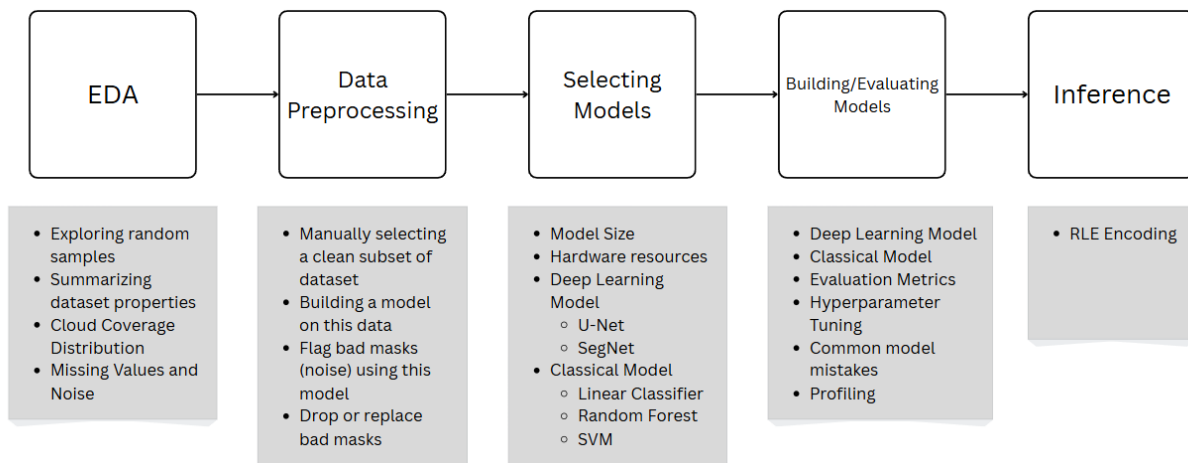 EDA
Data
Preprocessing
Selecting
Models
Building/Evaluating
Models
Inference
• Exploring random
samples
• Summarizing
dataset properties
• Cloud Coverage
Distribution
• Missing Values and
Noise
• Manually selecting
a clean subset of
dataset
• Building a model
on this data
• Flag bad masks
(noise) using this
model
• Drop or replace
bad masks
• Model Size
• Hardware resources
• Deep Learning
Model
○ U-Net
○ SegNet
• Classical Model
○ Linear Classifier
○ Random Forest
○ SVM
• Deep Learning Model
• Classical Model
• Evaluation Metrics
• Hyperparameter
Tuning
• Common model
mistakes
• Profiling
• RLE Encoding